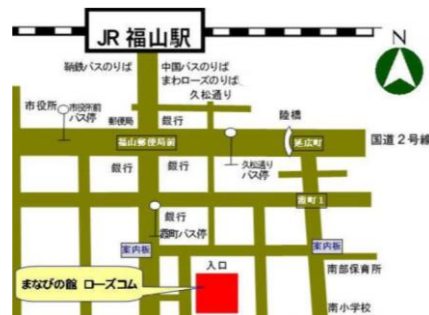 JR 福山駅
N
鞆鉄バスのりば
中国バスのりば
まわローズのりば
久松通り
市役所
市役所前
バス停
郵便局
銀行
陸橋
国道2号線
福山郵便局前
延広町
銀行
銀行
久松通り
バス停
霞町1
銀行
霞町バス停
案内板
案内板
入口
まなびの館 ローズコム
南部保育所
南小学校